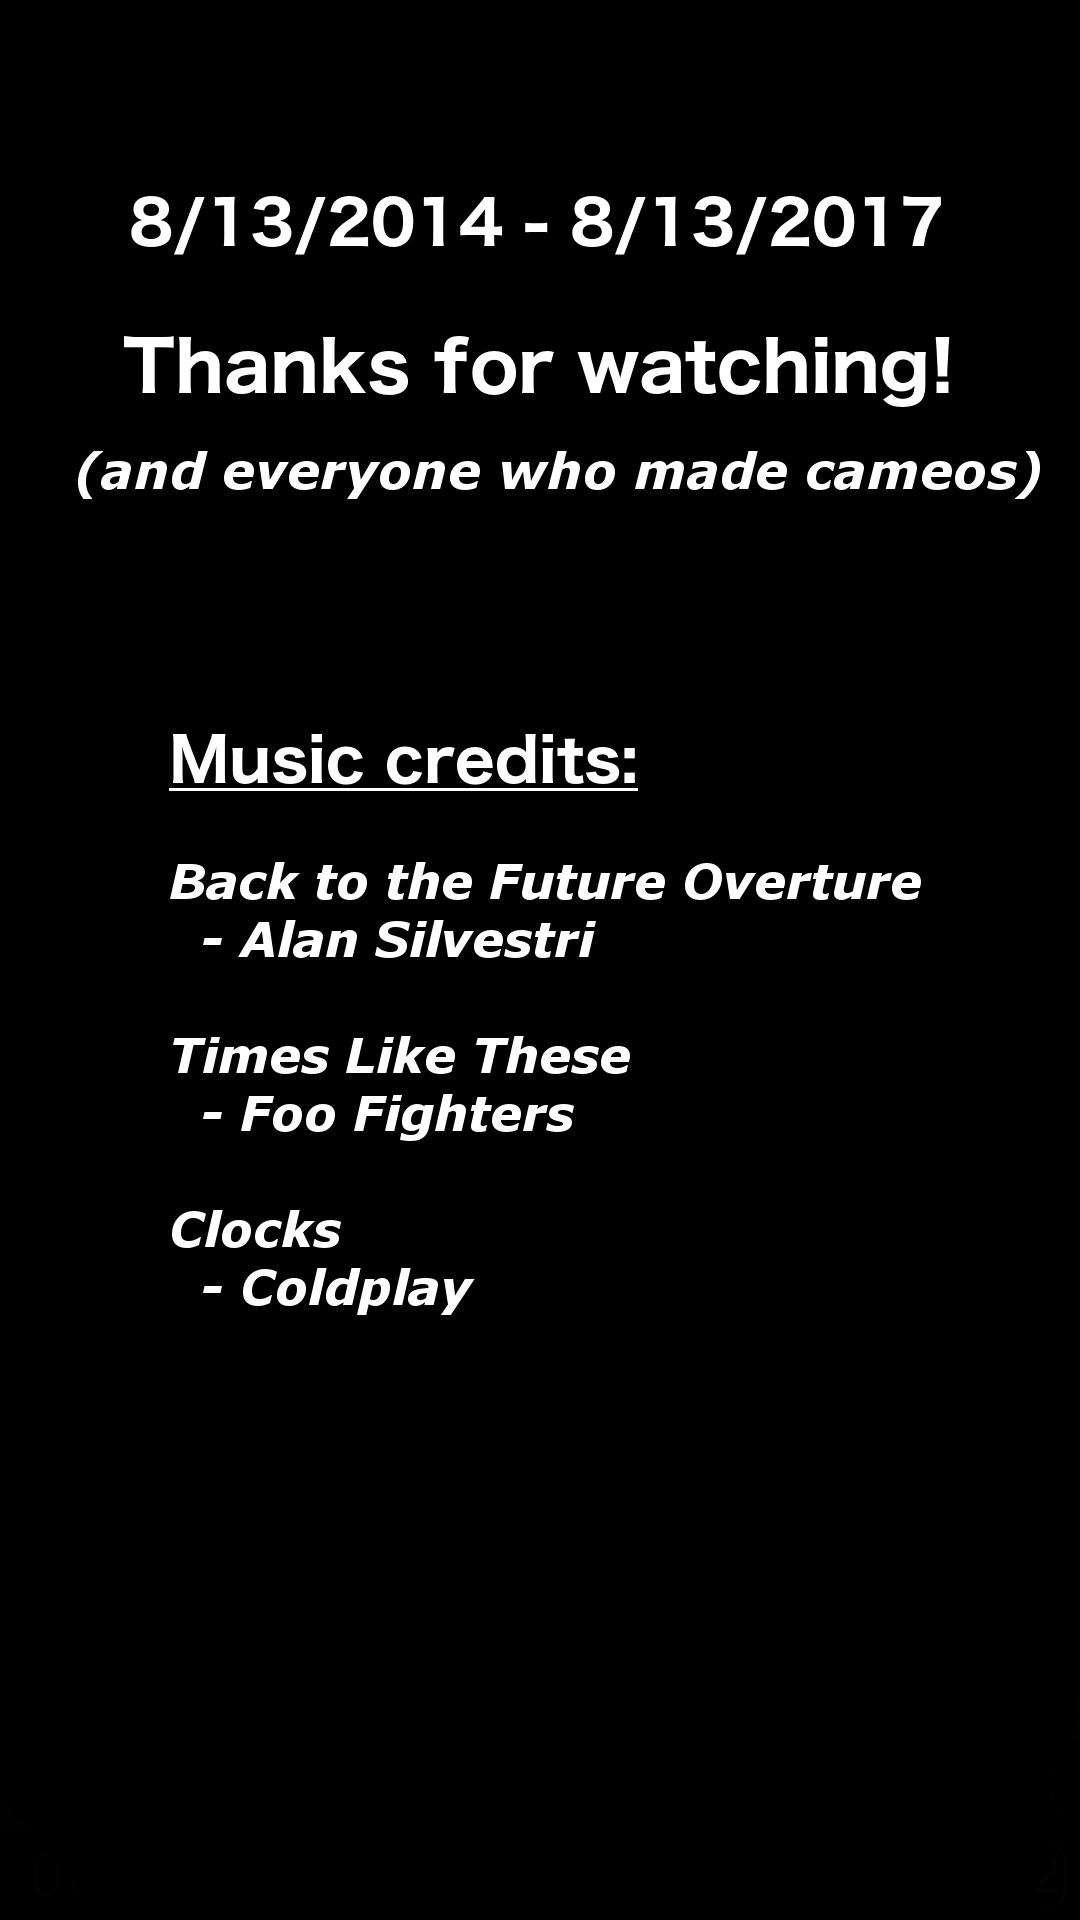 8/13/2014 - 8/13/2017
Thanks for watching!
(and everyone who made cameos)
Music credits:
Back to the Future Overture
- Alan Silvestri
Times Like These
- Foo Fighters
Clocks
- Coldplay